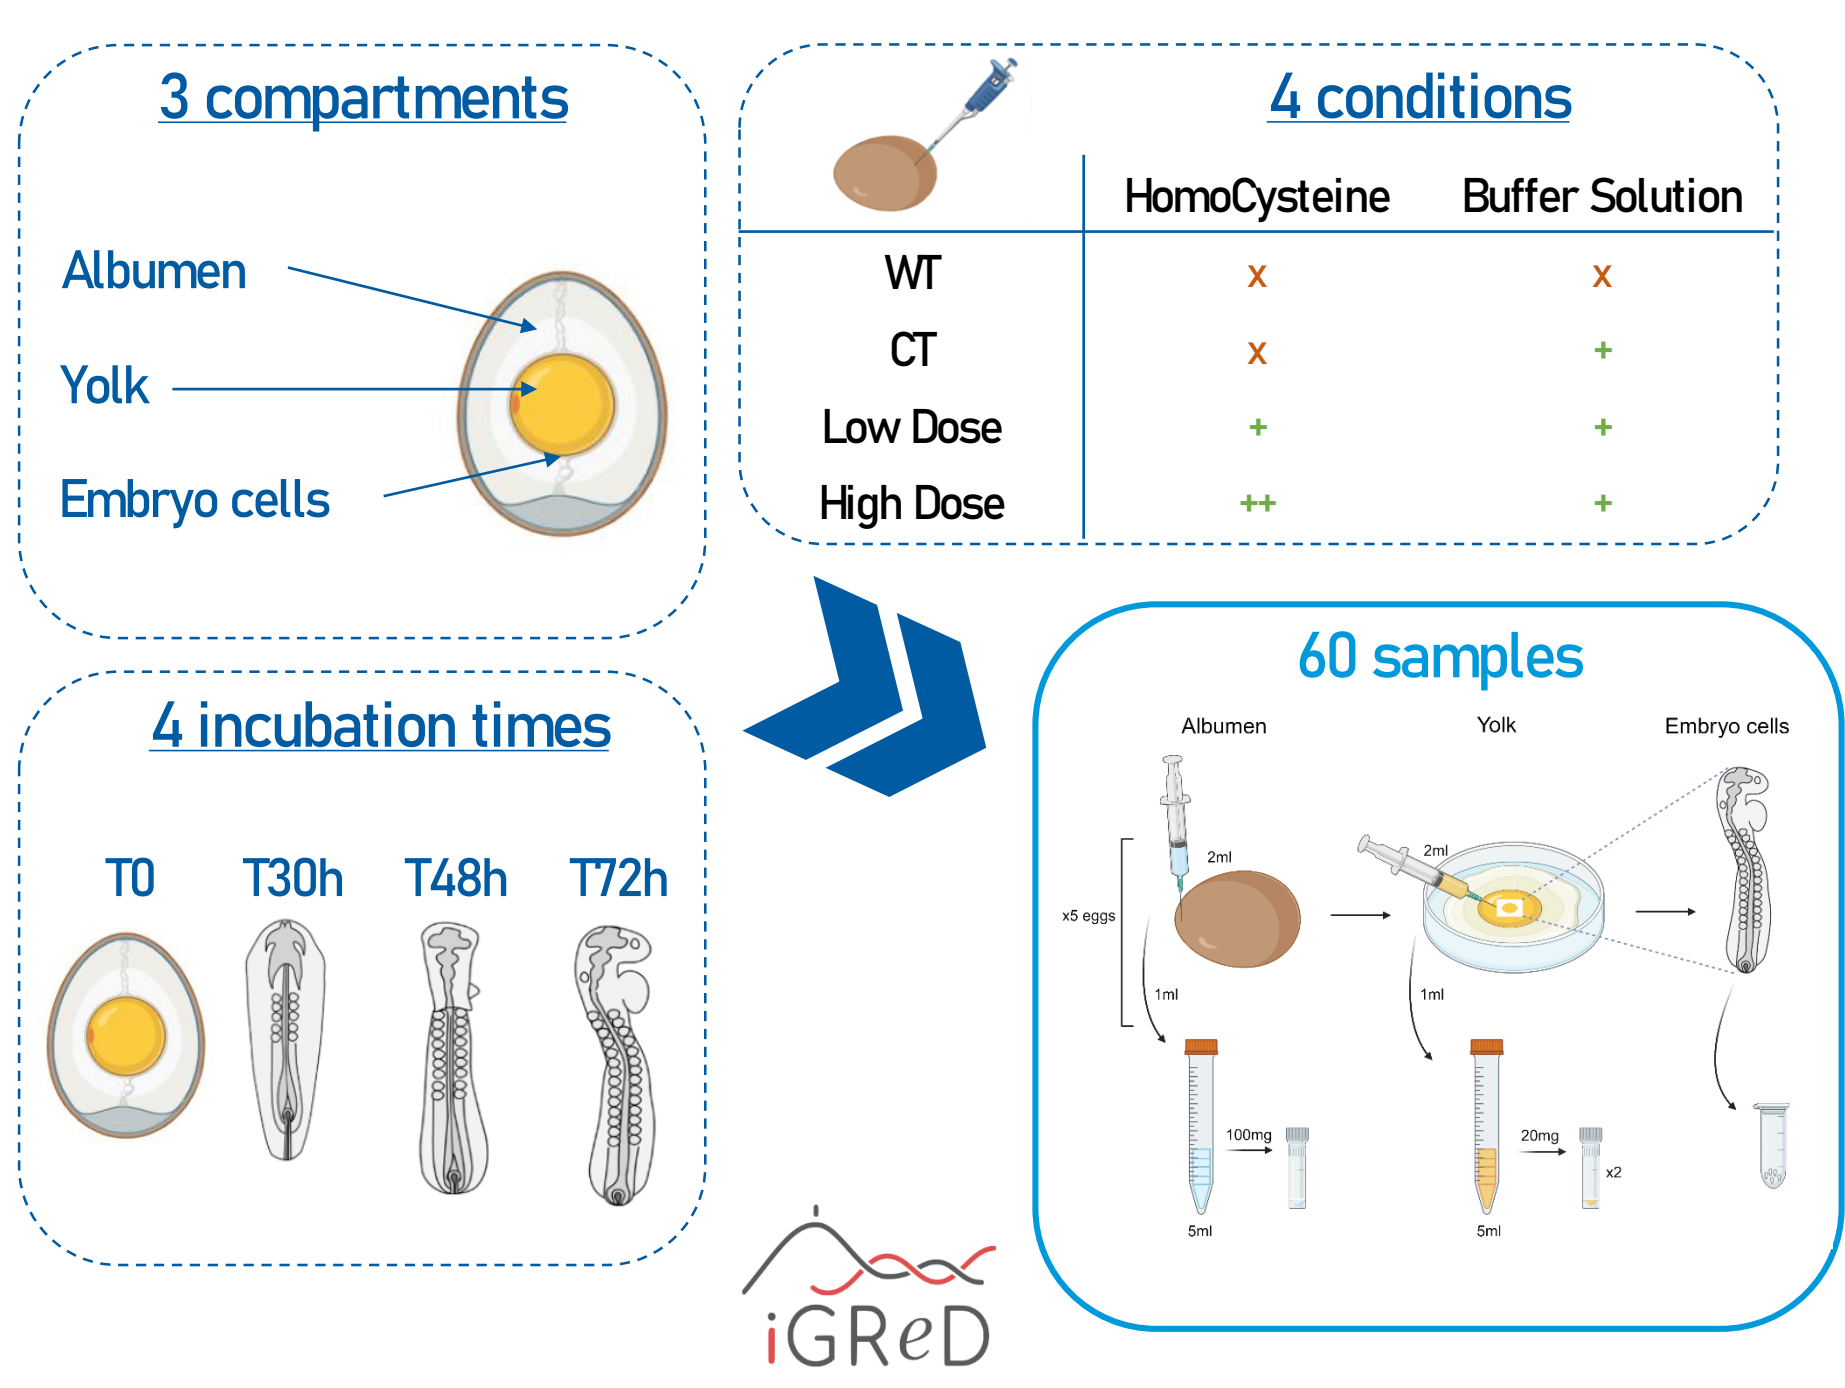 3 compartments
Albumen
Yolk
Embryo cells
4 conditions
HomoCysteine Buffer Solution
WT x x
CT x +
Low Dose + +
High Dose ++ +
4 incubation times
T0 T30h T48h T72h
60 samples
Albumen Yolk Embryo cells
2ml 2ml
x5 eggs
1ml 1ml
100mg 20mg
x2
5ml 5ml
iGReD